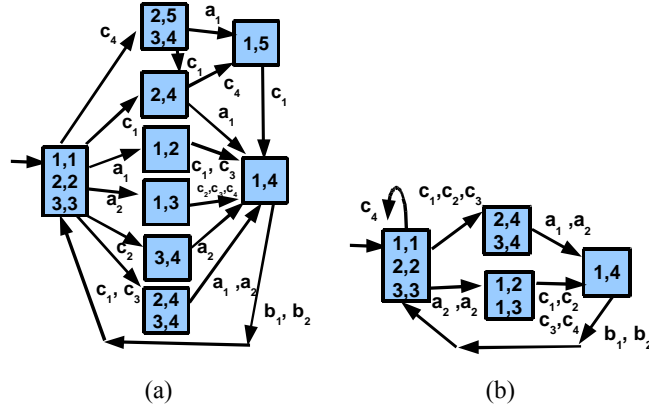 2,5
3,4
a1
1,5
c4
c1
c4
2,4
c1
a1
c1
1,2
c1, c3
a1
1,1
2,2
3,3
1,3
c2,c3,c4
a2
1,4
3,4
c2
a2
c1, c3
2,4
3,4
a1 ,a2
b1, b2
(a)
c4
c1,c2,c3
2,4
3,4
a1 ,a2
1,1
2,2
3,3
1,2
1,3
a2 ,a2
c1,c2
c3,c4
1,4
b1, b2
(b)